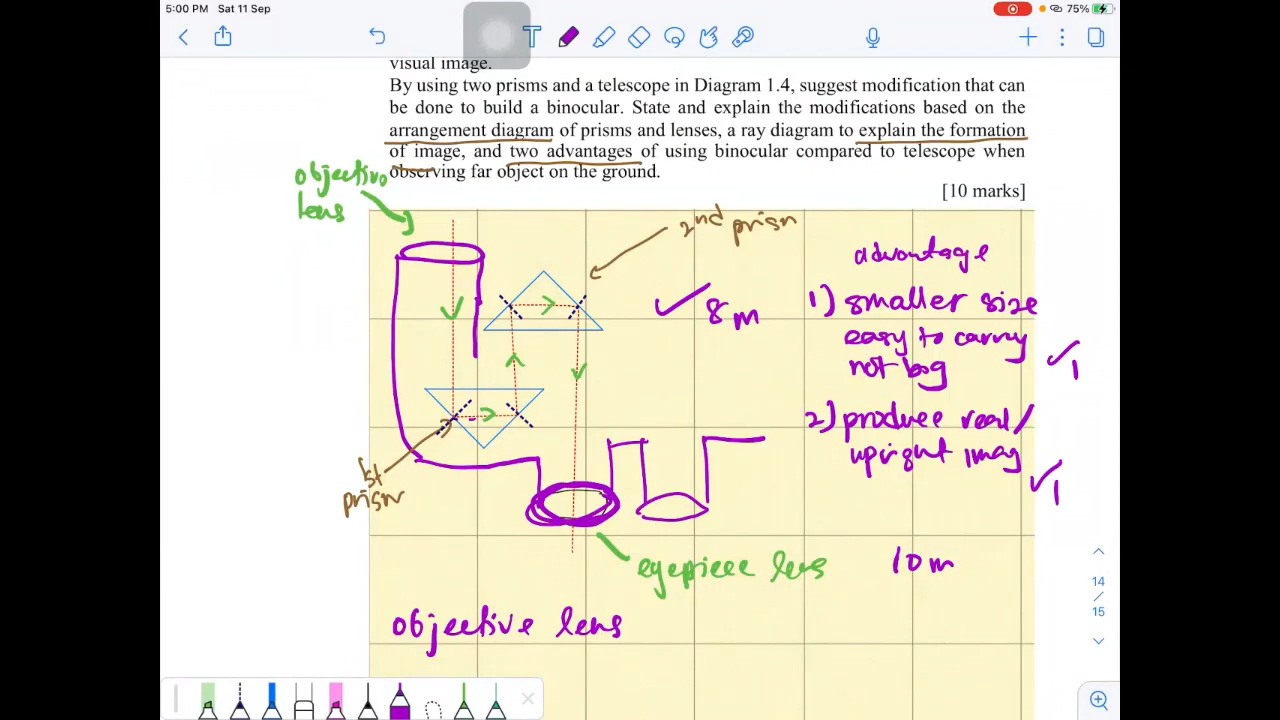 5:00 PM Sat 11 Sep
75%
T
visual image.
By using two prisms and a telescope in Diagram 1.4, suggest modification that can
be done to build a binocular. State and explain the modifications based on the
arrangement diagram of prisms and lenses, a ray diagram to explain the formation
of image, and two advantages of using binocular compared to telescope when
observing far object on the ground.
[10 marks]
objective
lens
2nd prism
advantage
1) smaller size
easy to carry
not big
✓1
✓ 8m
2) produce real/
upright imag
✓1
1st
prism
eyepiece lens
10m
objective lens
14
/
15